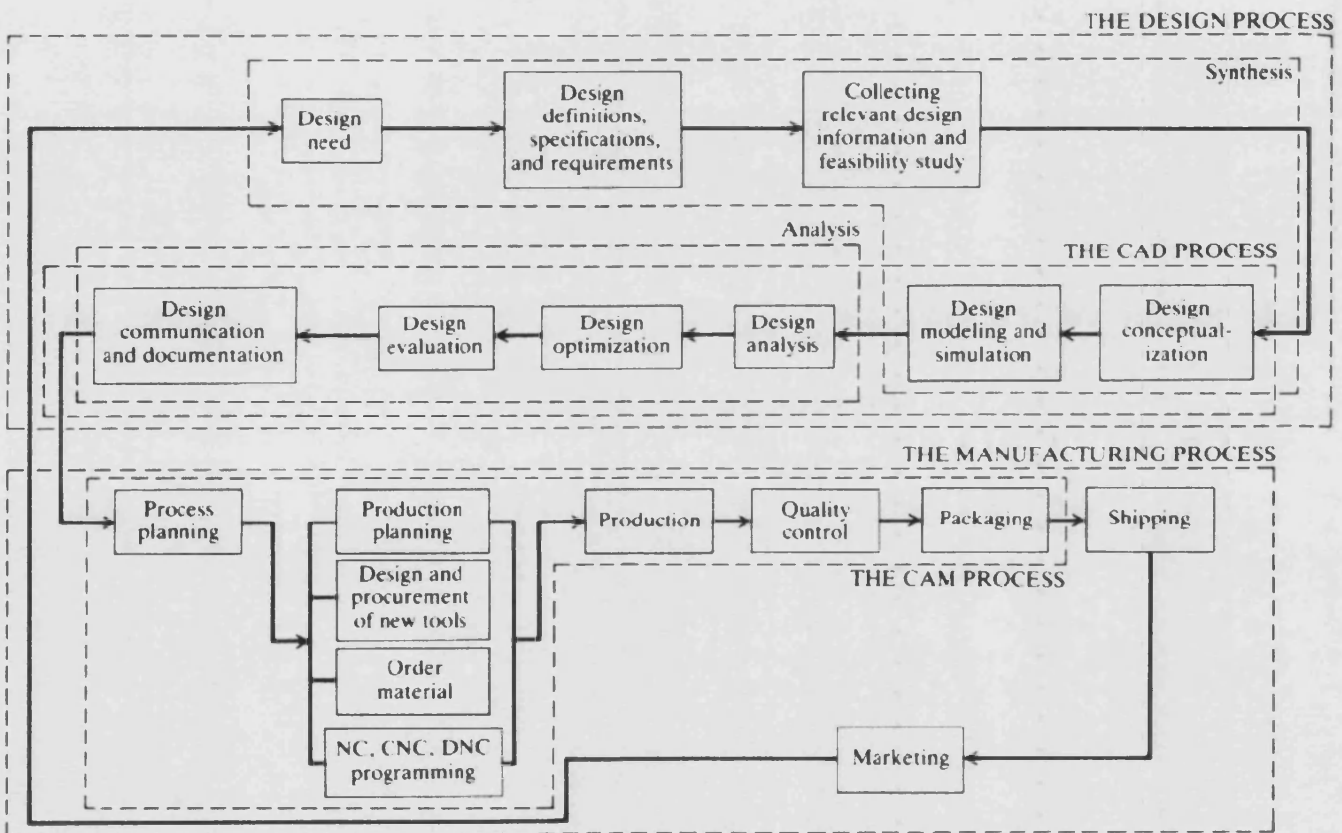 THE DESIGN PROCESS
Synthesis
Design
need
Design
definitions,
specifications,
and requirements
Collecting
relevant design
information and
feasibility study
Analysis
THE CAD PROCESS
Design
communication
and documentation
Design
evaluation
Design
optimization
Design
analysis
Design
modeling and
simulation
Design
conceptual-
ization
THE MANUFACTURING PROCESS
Process
planning
Production
planning
Design and
procurement
of new tools
Order
material
NC, CNC, DNC
programming
Production
Quality
control
Packaging
Shipping
THE CAM PROCESS
Marketing